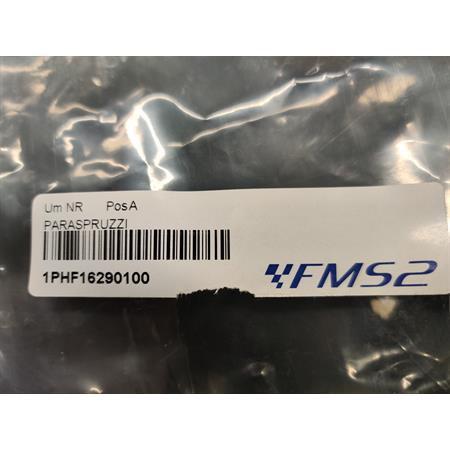 Um NR PosA
PARASPRUZZI
1PHF16290100
FMS2